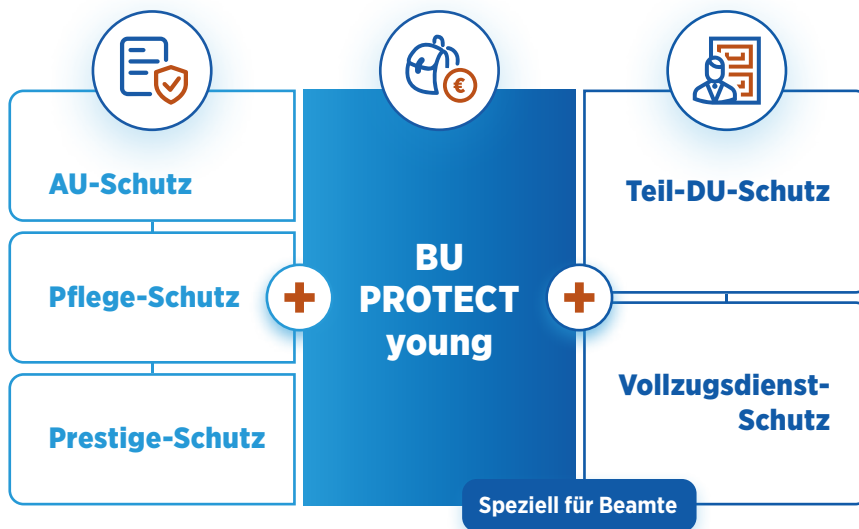 AU-Schutz
Pflege-Schutz
Prestige-Schutz
€
BU
PROTECT
young
Teil-DU-Schutz
Vollzugsdienst-
Schutz
Speziell für Beamte